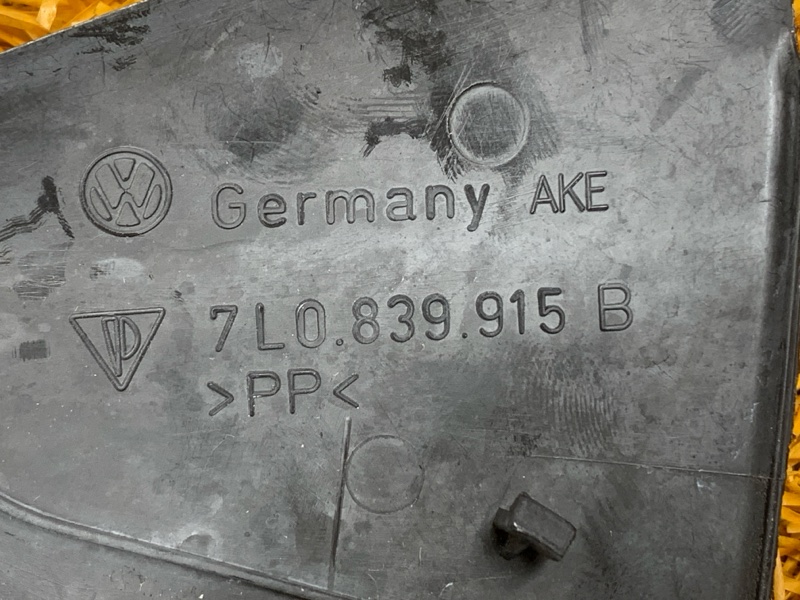 Germany AKE
7L0.839.915 B
>PP<